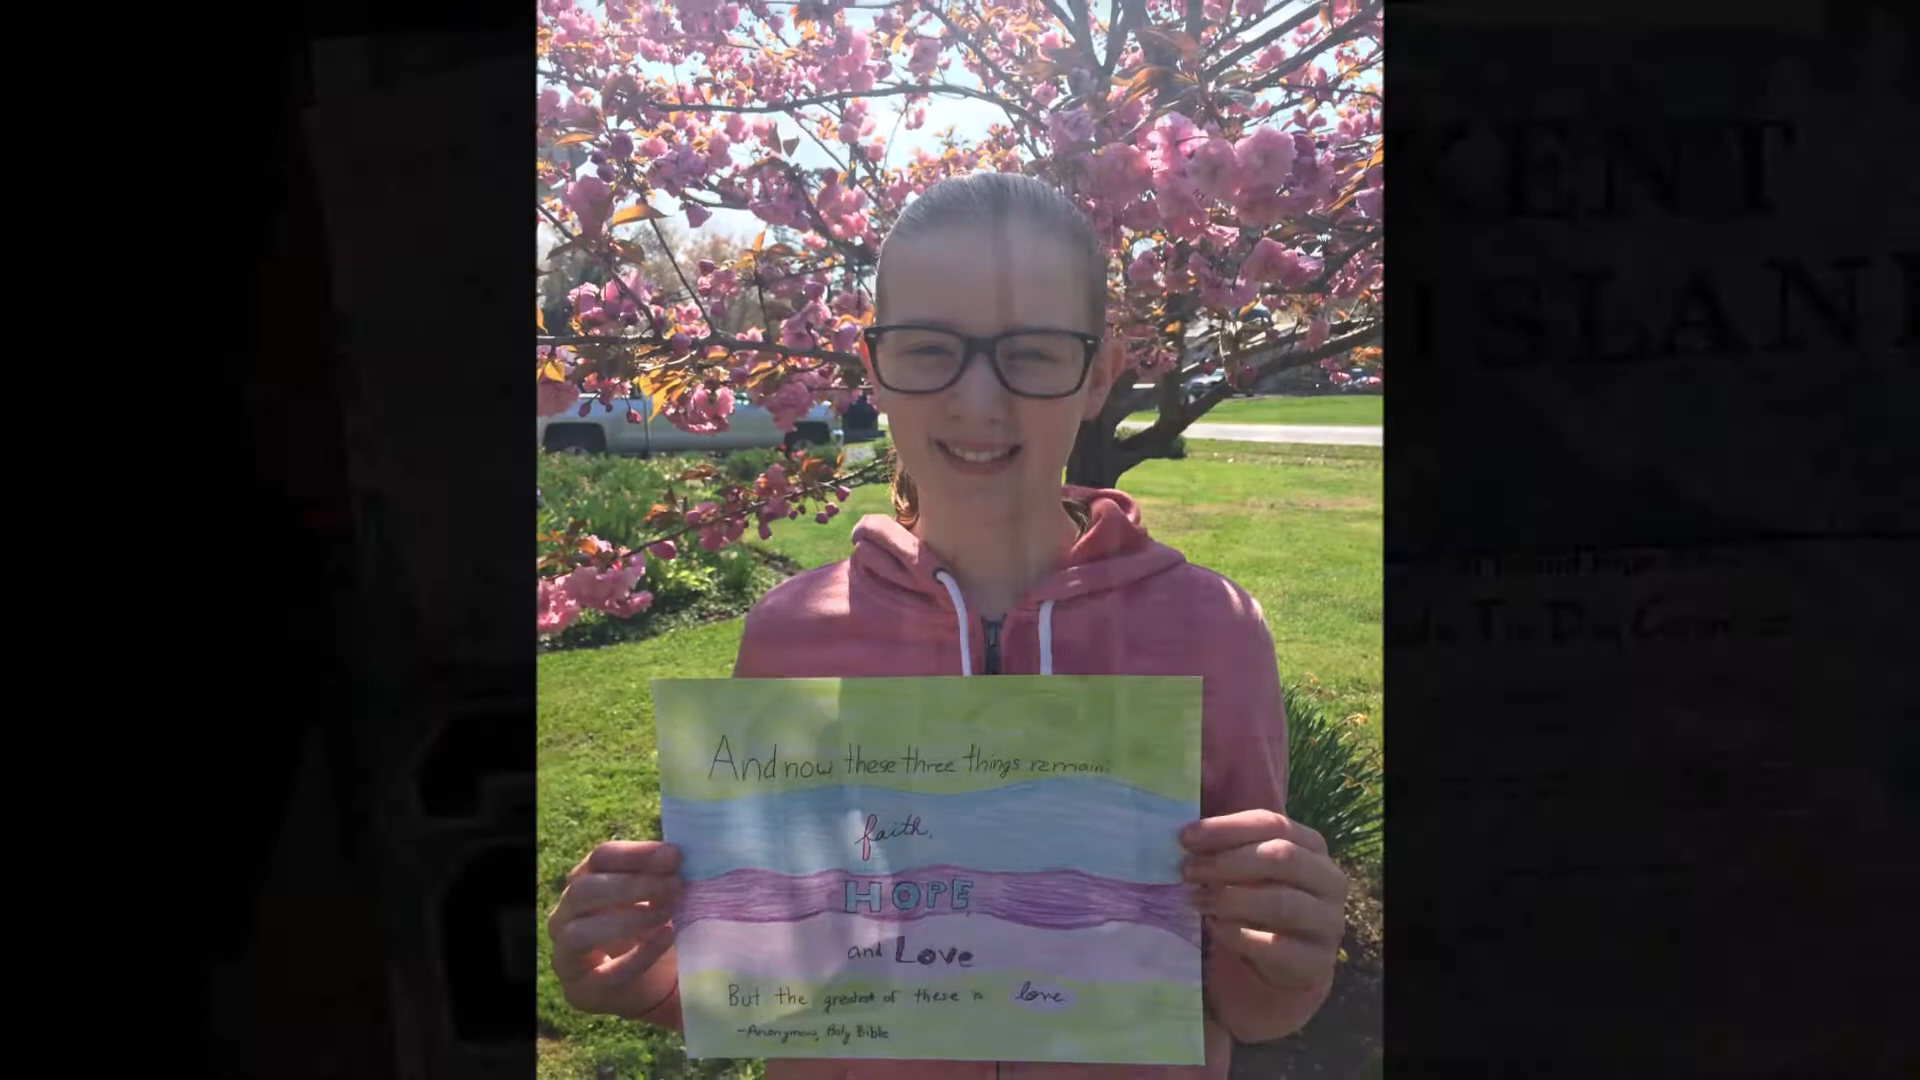 And now these three things remain:
faith,
HOPE,
and Love
But the greatest of these is love.
-Anonymous, Holy Bible
KENT
ISLAN